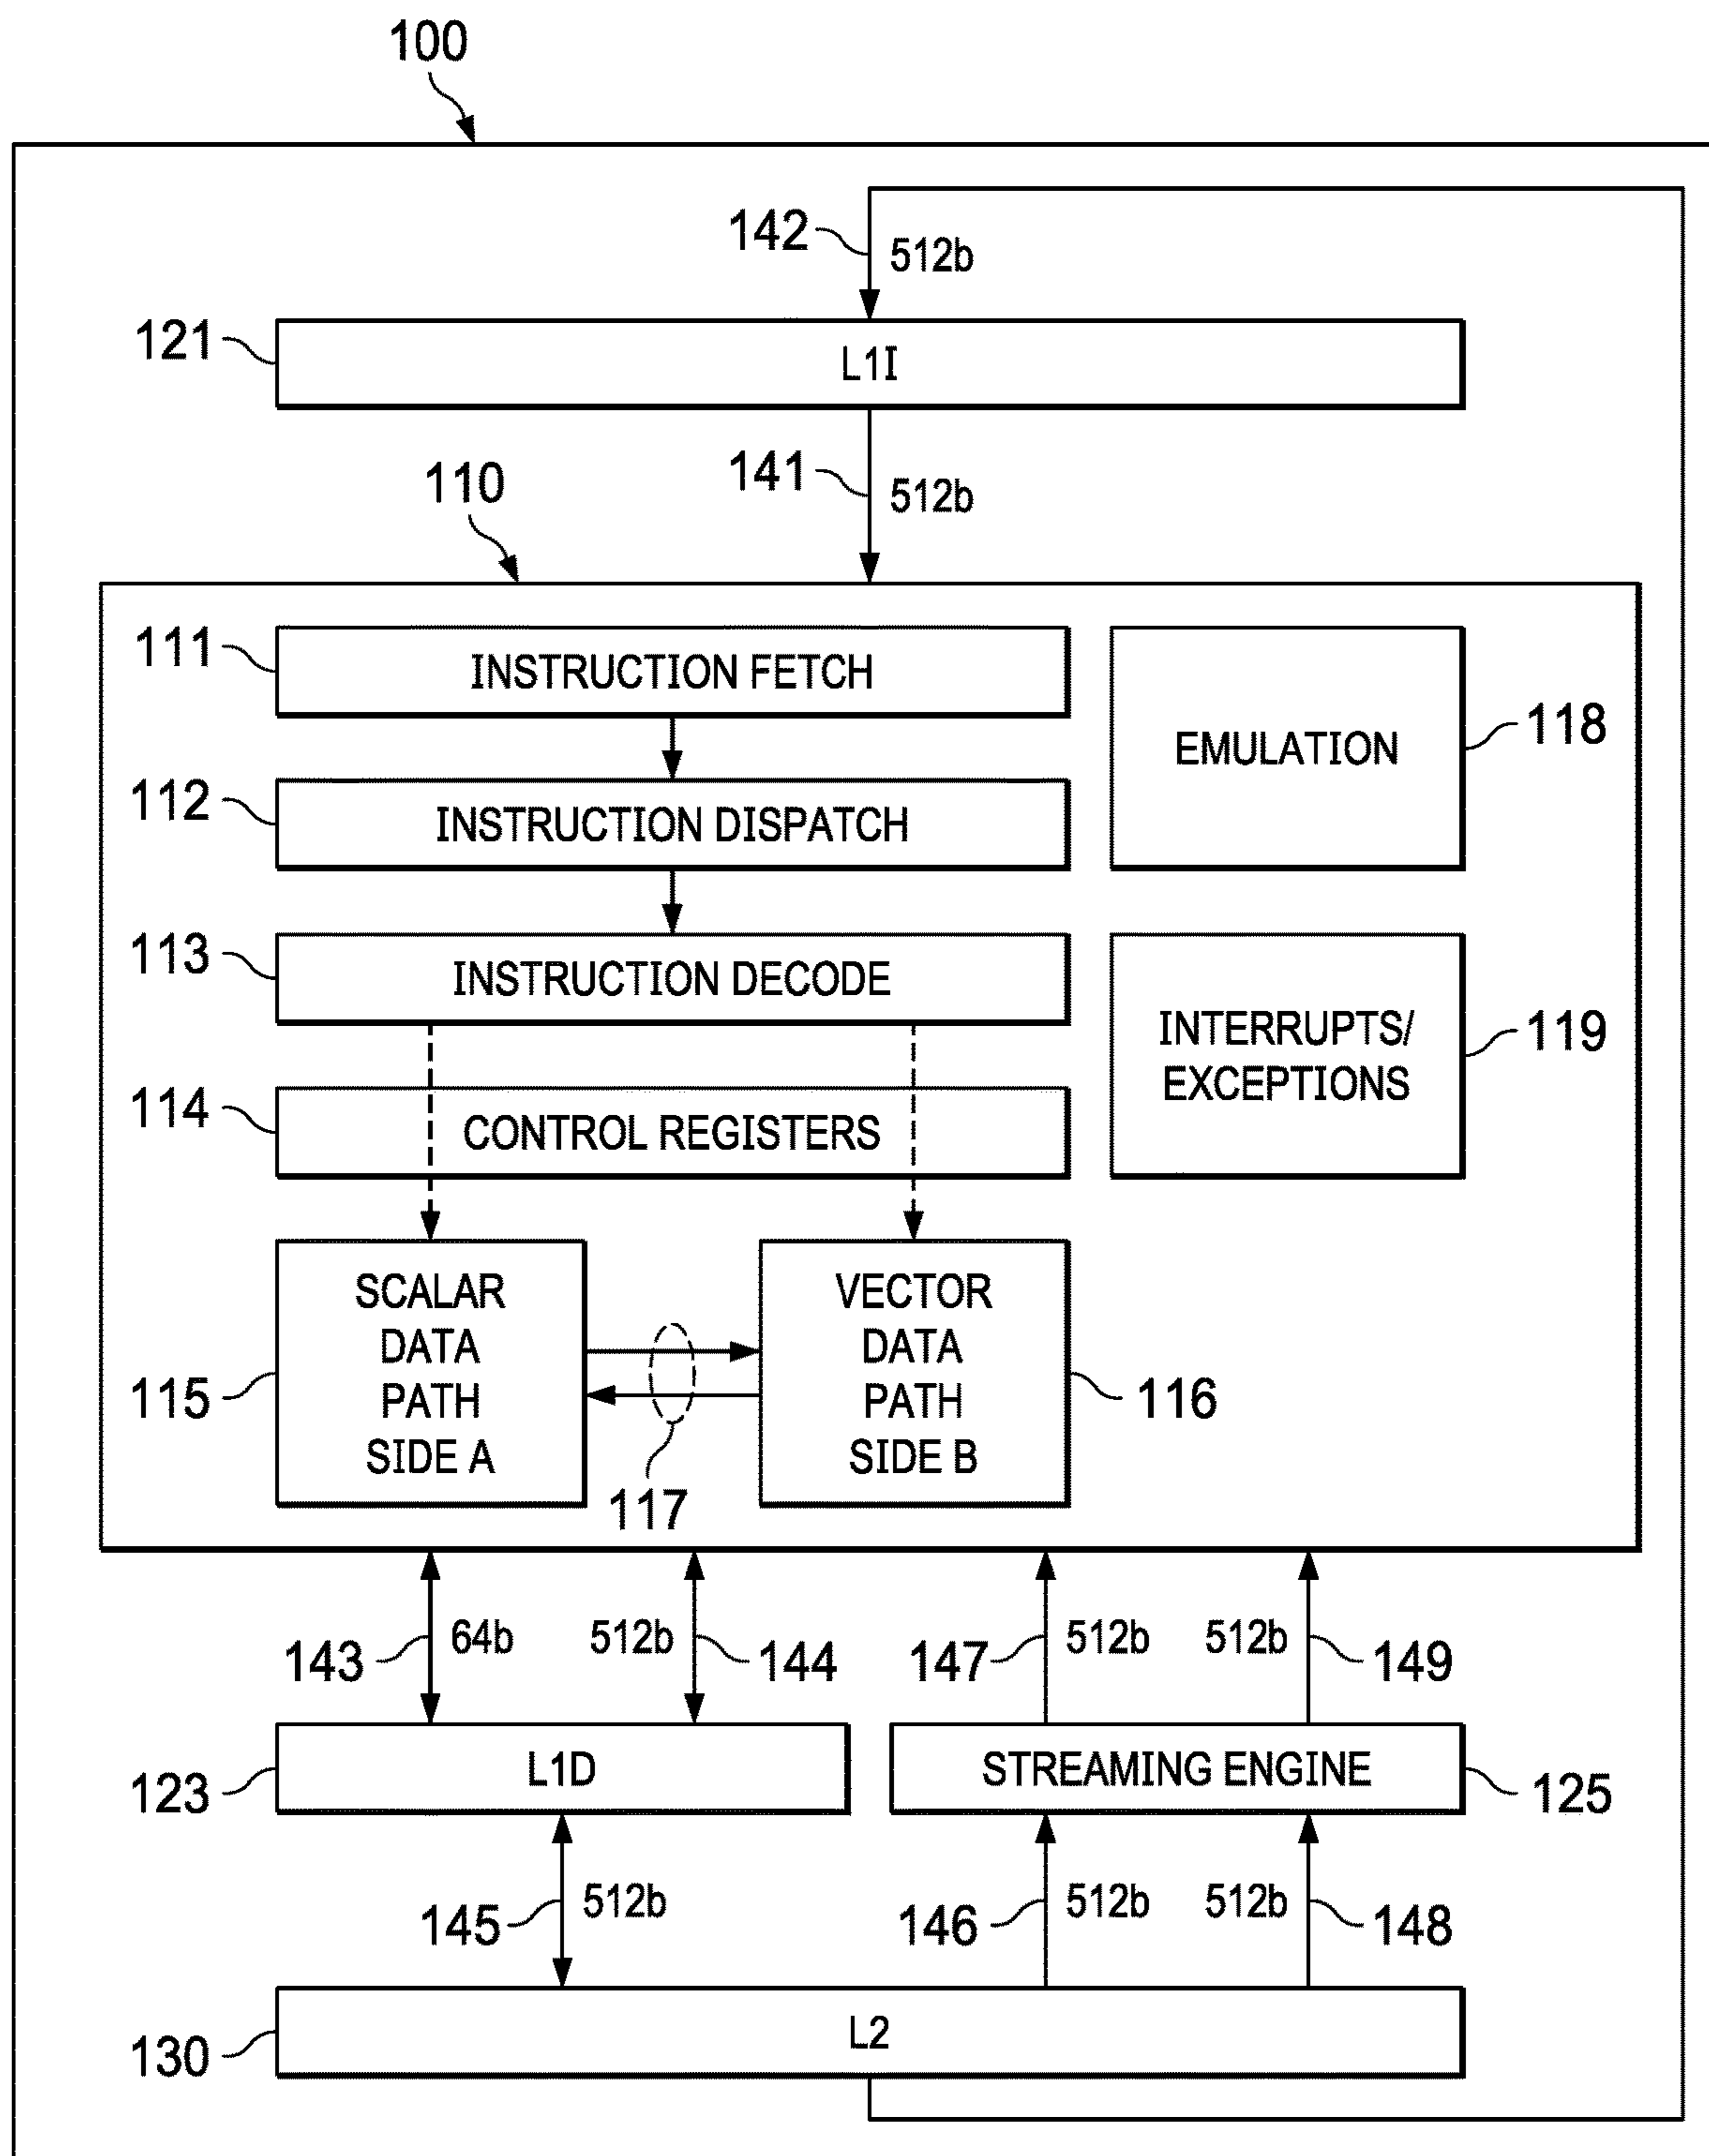 100
142
512b
121
L1I
141
512b
110
111
INSTRUCTION FETCH
EMULATION
118
112
INSTRUCTION DISPATCH
113
INSTRUCTION DECODE
INTERRUPTS/
EXCEPTIONS
119
114
CONTROL REGISTERS
SCALAR
DATA
PATH
SIDE A
115
VECTOR
DATA
PATH
SIDE B
116
117
143
64b
512b
144
147
512b
512b
149
123
L1D
STREAMING ENGINE
125
145
512b
146
512b
512b
148
130
L2